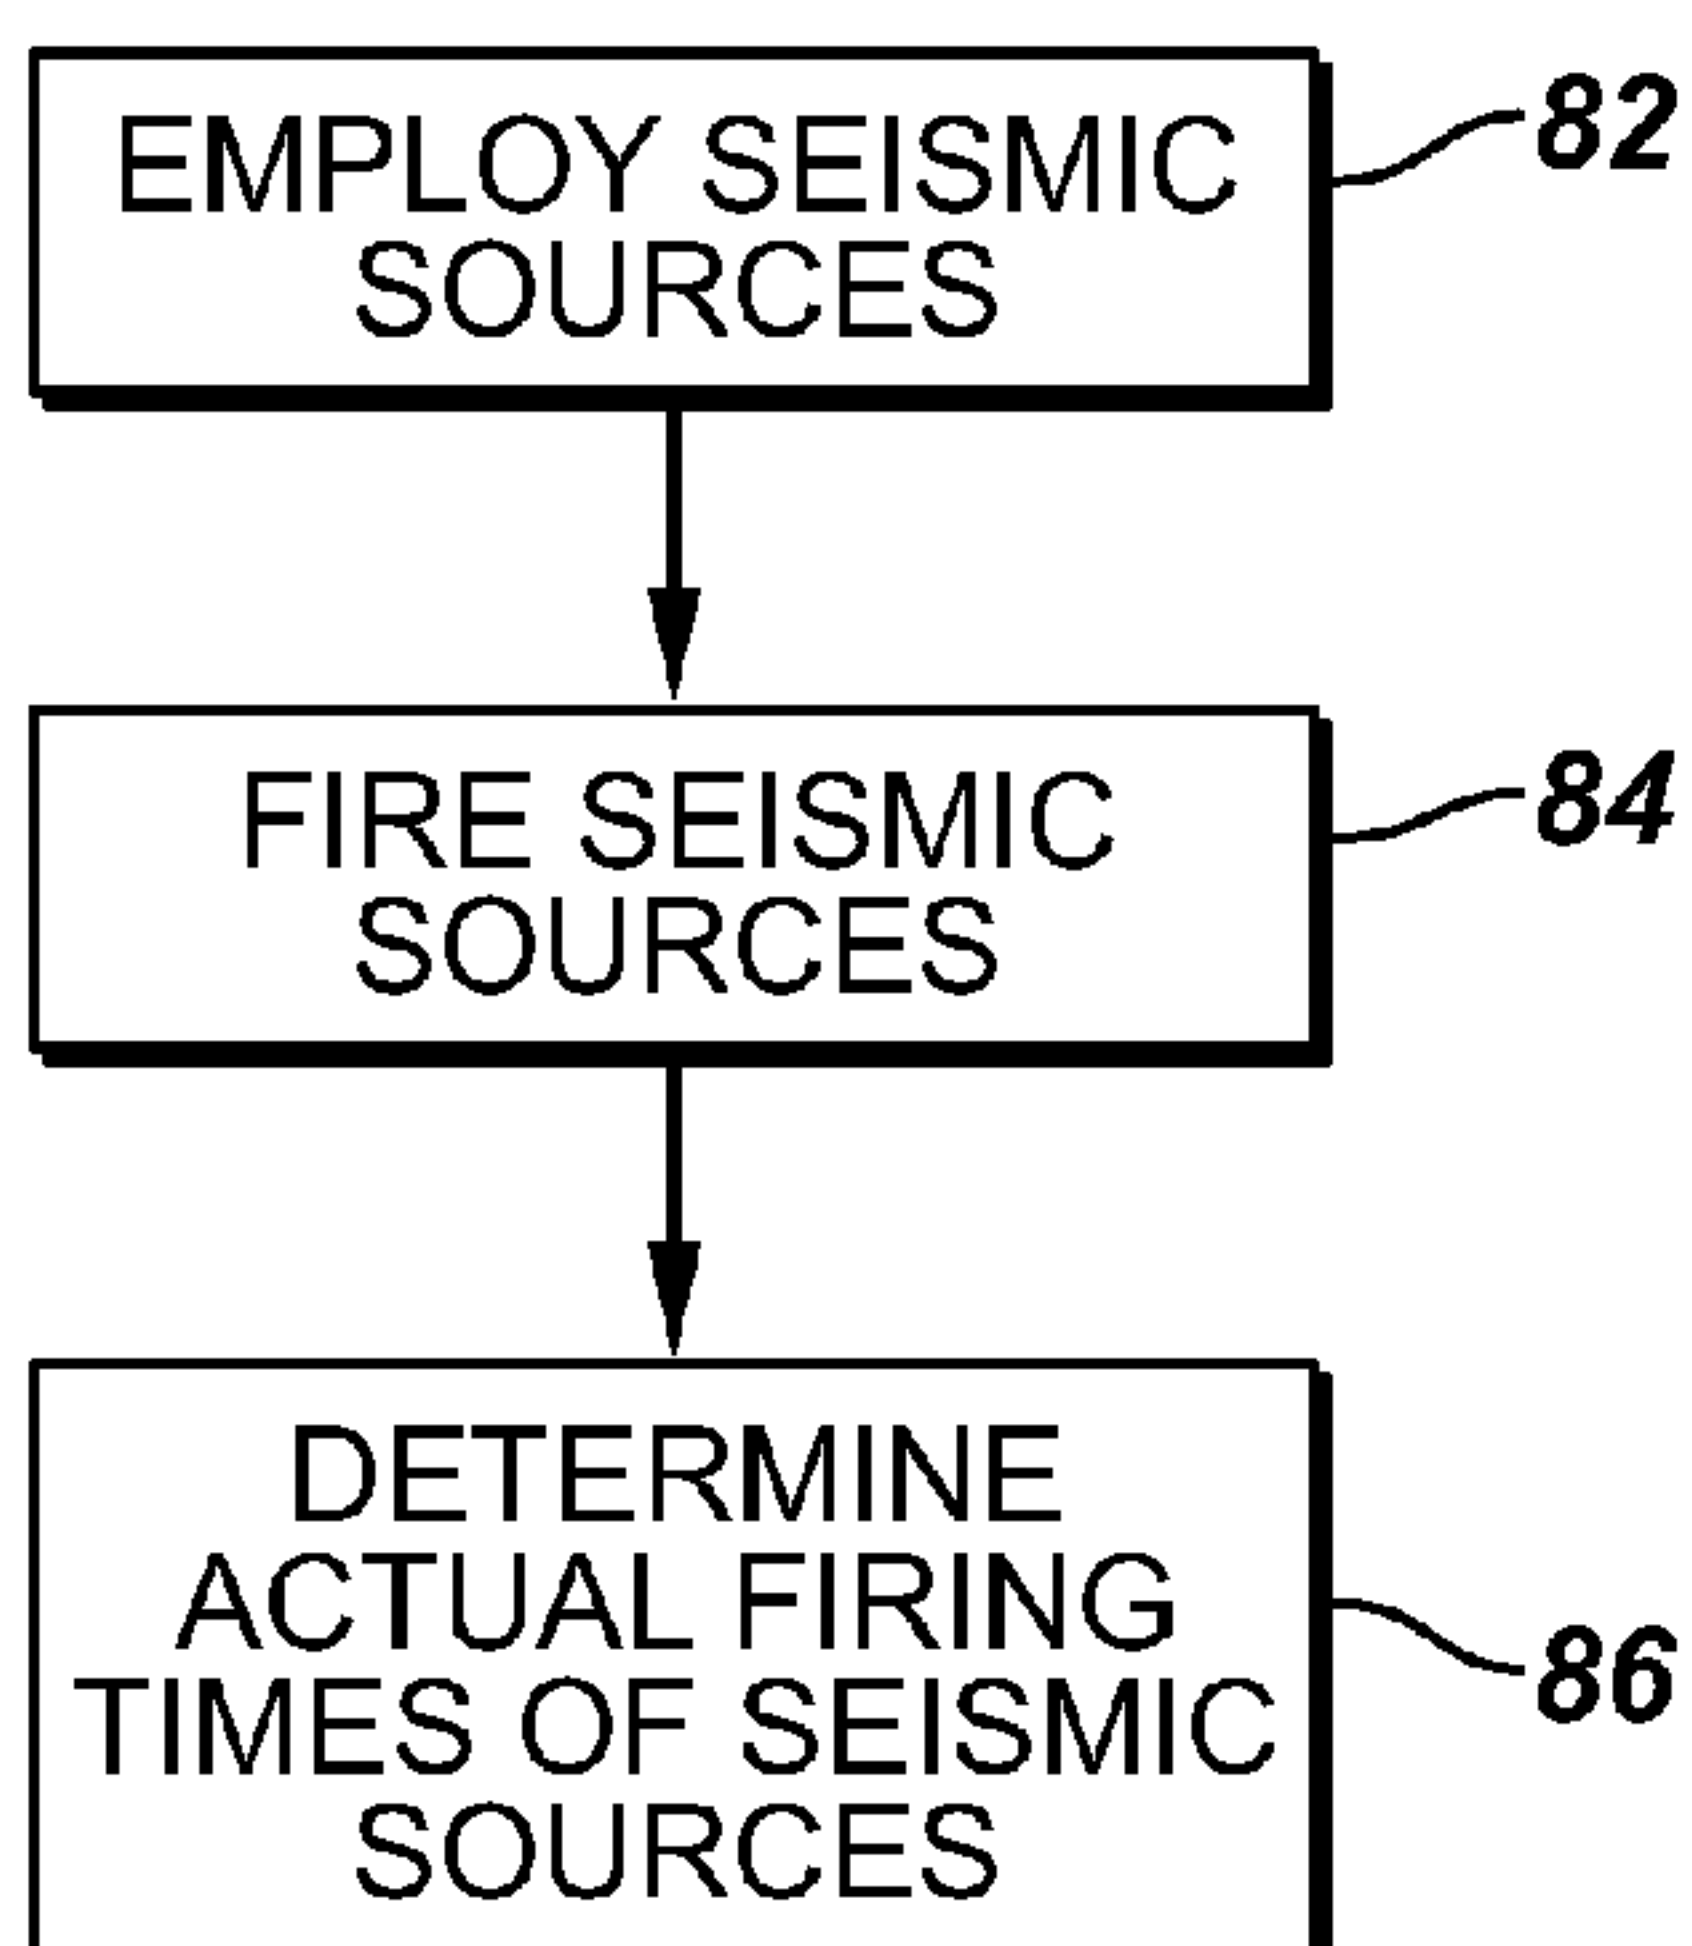 EMPLOY SEISMIC
SOURCES
82
FIRE SEISMIC
SOURCES
84
DETERMINE
ACTUAL FIRING
TIMES OF SEISMIC
SOURCES
86